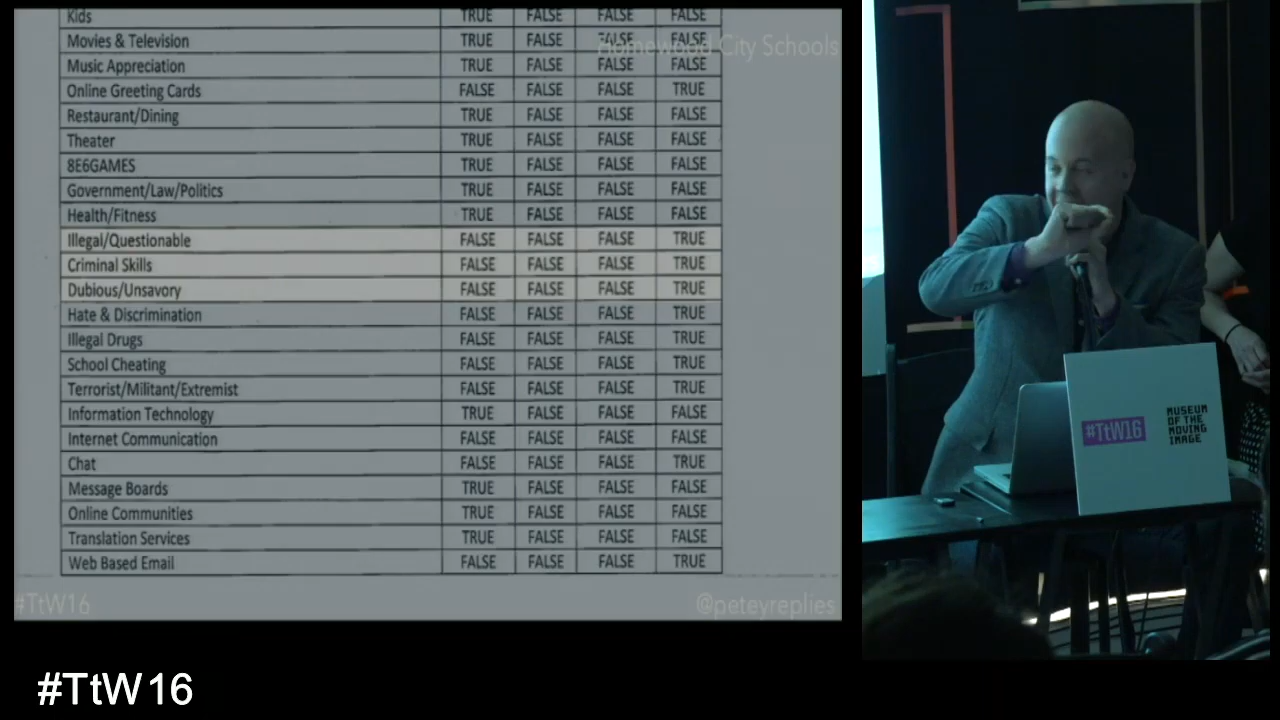 Kids TRUE FALSE FALSE FALSE
Homewood City Schools
Movies & Television TRUE FALSE FALSE FALSE
Music Appreciation TRUE FALSE FALSE FALSE
Online Greeting Cards FALSE FALSE FALSE TRUE
Restaurant/Dining TRUE FALSE FALSE FALSE
Theater TRUE FALSE FALSE FALSE
8E6GAMES TRUE FALSE FALSE FALSE
Government/Law/Politics TRUE FALSE FALSE FALSE
Health/Fitness TRUE FALSE FALSE FALSE
Illegal/Questionable FALSE FALSE FALSE TRUE
Criminal Skills FALSE FALSE FALSE TRUE
Dubious/Unsavory FALSE FALSE FALSE TRUE
Hate & Discrimination FALSE FALSE FALSE TRUE
Illegal Drugs FALSE FALSE FALSE TRUE
School Cheating FALSE FALSE FALSE TRUE
Terrorist/Militant/Extremist FALSE FALSE FALSE TRUE
Information Technology TRUE FALSE FALSE FALSE
Internet Communication FALSE FALSE FALSE FALSE
Chat FALSE FALSE FALSE TRUE
Message Boards TRUE FALSE FALSE FALSE
Online Communities TRUE FALSE FALSE FALSE
Translation Services TRUE FALSE FALSE FALSE
Web Based Email FALSE FALSE FALSE TRUE
#TtW16
@peteyreplies
#TtW16
MUSEUM
OF THE
MOVING
IMAGE
#TtW16